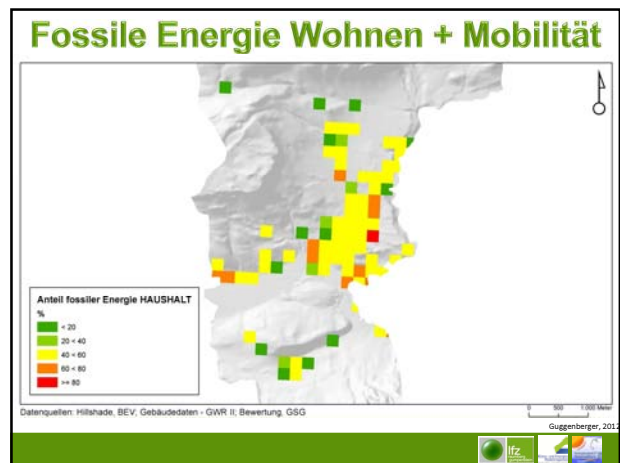 Fossile Energie Wohnen + Mobilität
Anteil fossiler Energie HAUSHALT
%
< 20
20 < 40
40 < 60
60 < 80
>= 80
Datenquellen: Hillshade, BEV; Gebäudedaten - GWR II; Bewertung, GSG
0 500 1.000 Meter
Guggenberger, 2012
lfz